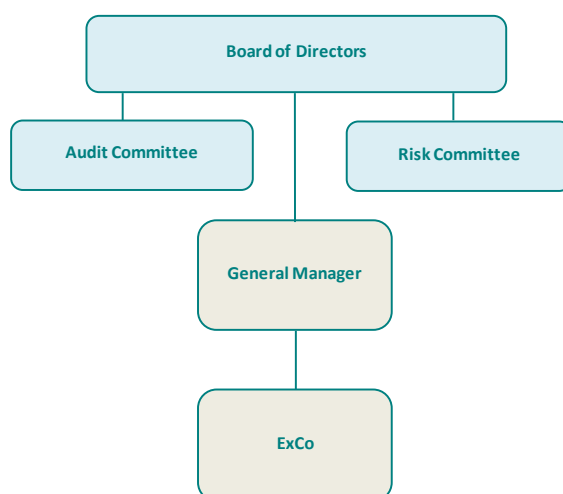 Board of Directors
Audit Committee
Risk Committee
General Manager
ExCo